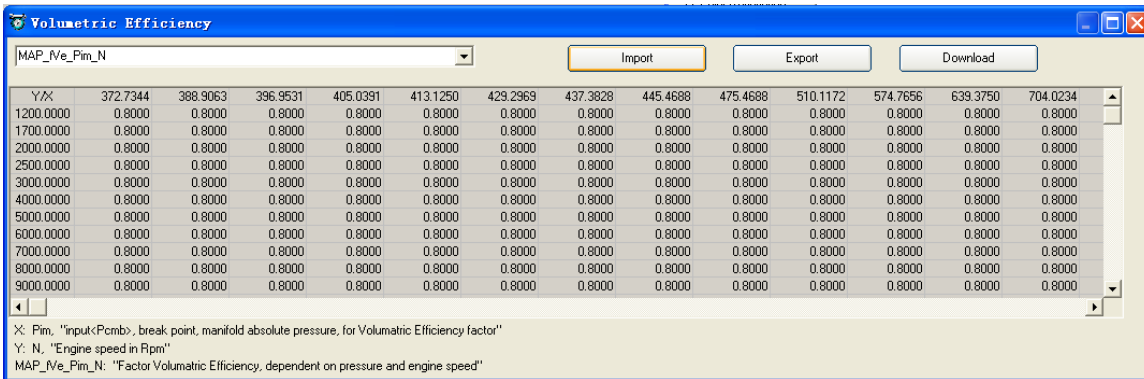 Volumetric Efficiency
MAP_fVe_Pim_N Import Export Download
Y/X 372.7344 388.9063 396.9531 405.0391 413.1250 429.2969 437.3828 445.4688 475.4688 510.1172 574.7656 639.3750 704.0234
1200.0000 0.8000 0.8000 0.8000 0.8000 0.8000 0.8000 0.8000 0.8000 0.8000 0.8000 0.8000 0.8000 0.8000
1700.0000 0.8000 0.8000 0.8000 0.8000 0.8000 0.8000 0.8000 0.8000 0.8000 0.8000 0.8000 0.8000 0.8000
2000.0000 0.8000 0.8000 0.8000 0.8000 0.8000 0.8000 0.8000 0.8000 0.8000 0.8000 0.8000 0.8000 0.8000
2500.0000 0.8000 0.8000 0.8000 0.8000 0.8000 0.8000 0.8000 0.8000 0.8000 0.8000 0.8000 0.8000 0.8000
3000.0000 0.8000 0.8000 0.8000 0.8000 0.8000 0.8000 0.8000 0.8000 0.8000 0.8000 0.8000 0.8000 0.8000
4000.0000 0.8000 0.8000 0.8000 0.8000 0.8000 0.8000 0.8000 0.8000 0.8000 0.8000 0.8000 0.8000 0.8000
5000.0000 0.8000 0.8000 0.8000 0.8000 0.8000 0.8000 0.8000 0.8000 0.8000 0.8000 0.8000 0.8000 0.8000
6000.0000 0.8000 0.8000 0.8000 0.8000 0.8000 0.8000 0.8000 0.8000 0.8000 0.8000 0.8000 0.8000 0.8000
7000.0000 0.8000 0.8000 0.8000 0.8000 0.8000 0.8000 0.8000 0.8000 0.8000 0.8000 0.8000 0.8000 0.8000
8000.0000 0.8000 0.8000 0.8000 0.8000 0.8000 0.8000 0.8000 0.8000 0.8000 0.8000 0.8000 0.8000 0.8000
9000.0000 0.8000 0.8000 0.8000 0.8000 0.8000 0.8000 0.8000 0.8000 0.8000 0.8000 0.8000 0.8000 0.8000
X: Pim, "input<Pcmb>, break point, manifold absolute pressure, for Volumatric Efficiency factor"
Y: N, "Engine speed in Rpm"
MAP_fVe_Pim_N: "Factor Volumatric Efficiency, dependent on pressure and engine speed"